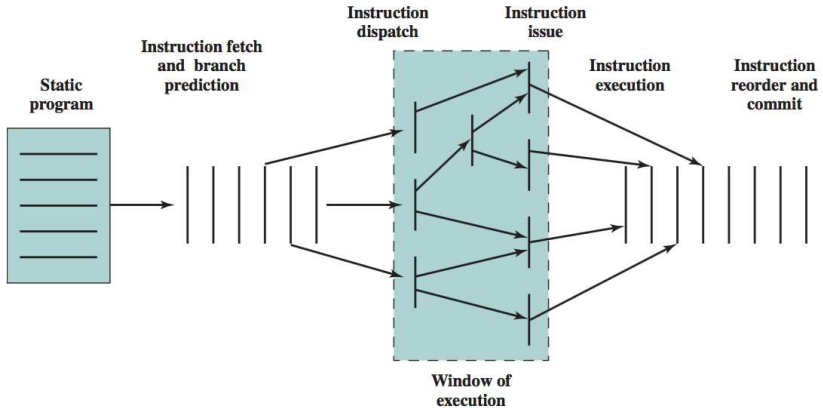 Static
program
Instruction fetch
and branch
prediction
Instruction
dispatch
Instruction
issue
Instruction
execution
Instruction
reorder and
commit
Window of
execution